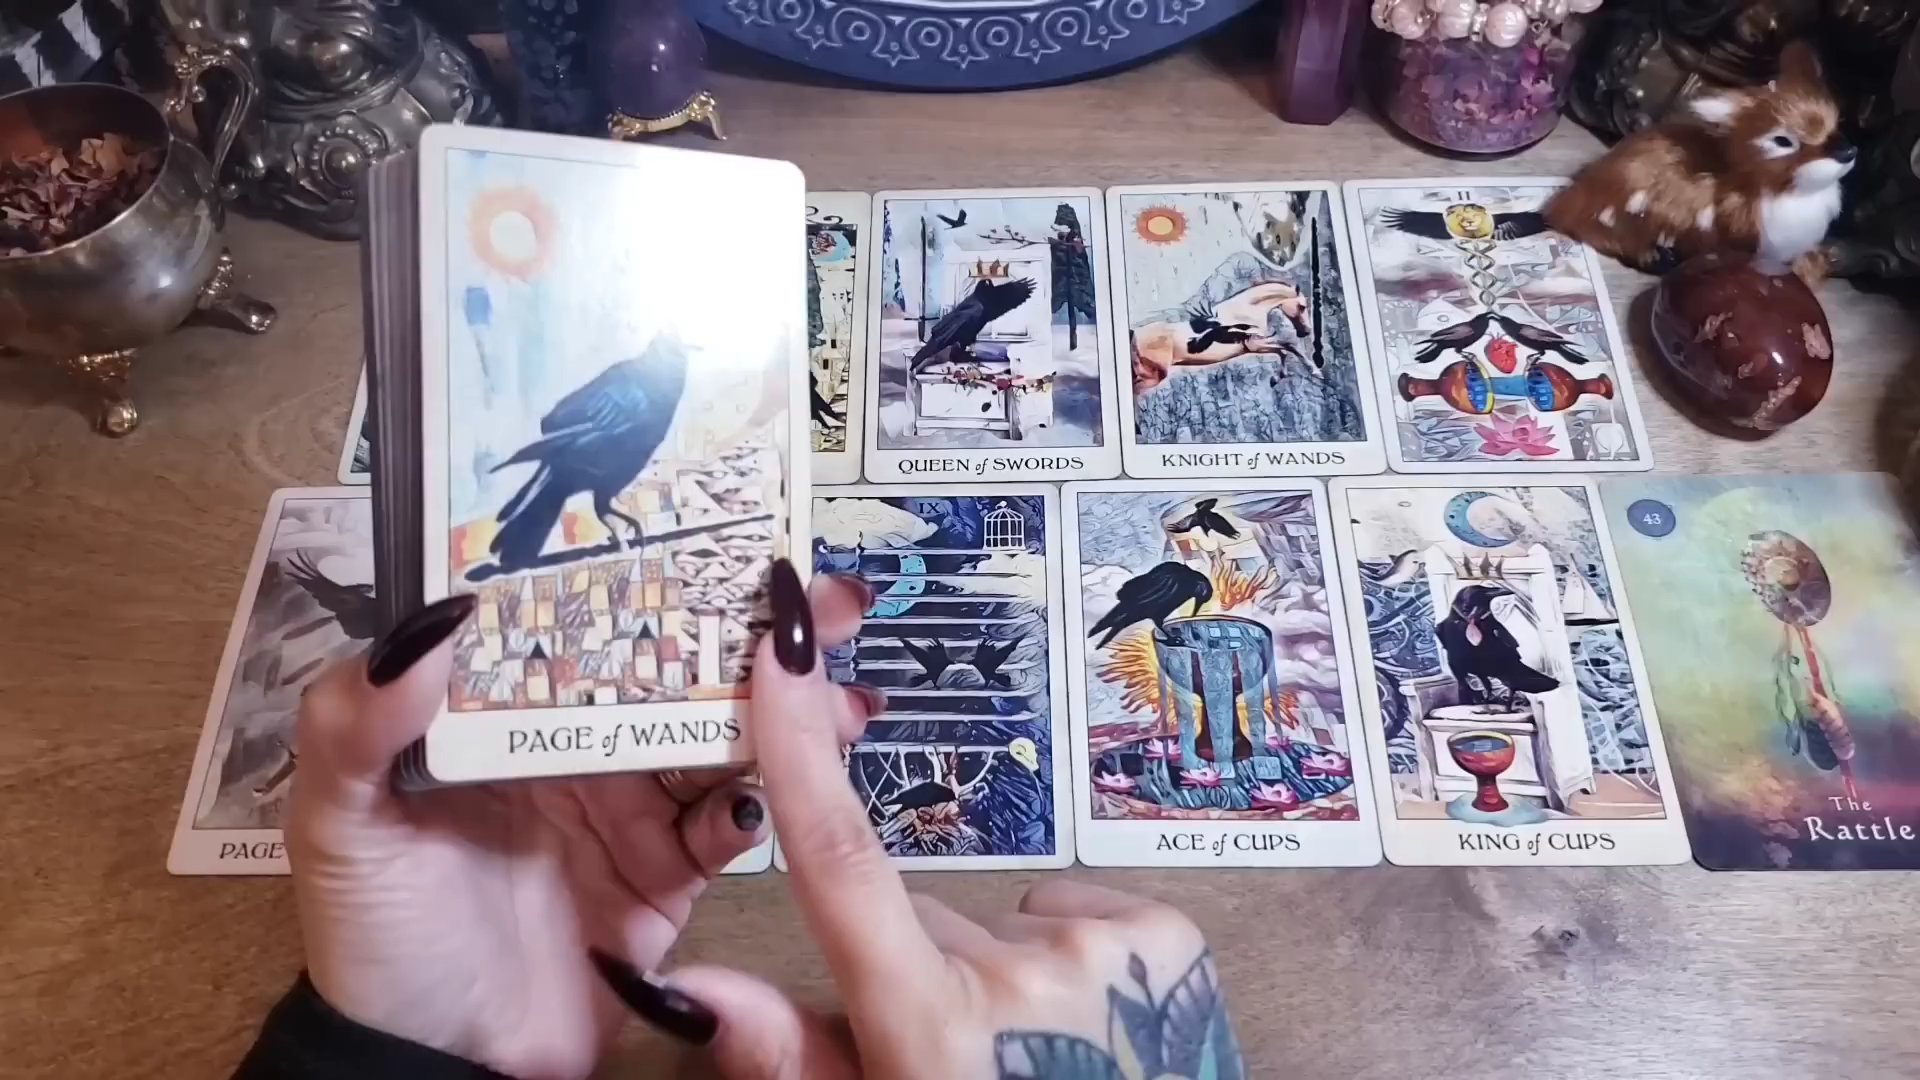 PAGE of WANDS
QUEEN of SWORDS
KNIGHT of WANDS
II
PAGE
IX
ACE of CUPS
KING of CUPS
43
The
Rattle